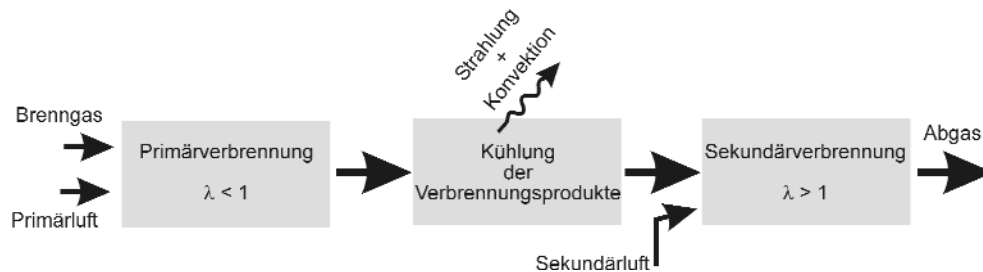 Strahlung
+
Konvektion
Brenngas
Primärluft
Primärverbrennung
λ < 1
Kühlung
der
Verbrennungsprodukte
Sekundärverbrennung
λ > 1
Abgas
Sekundärluft